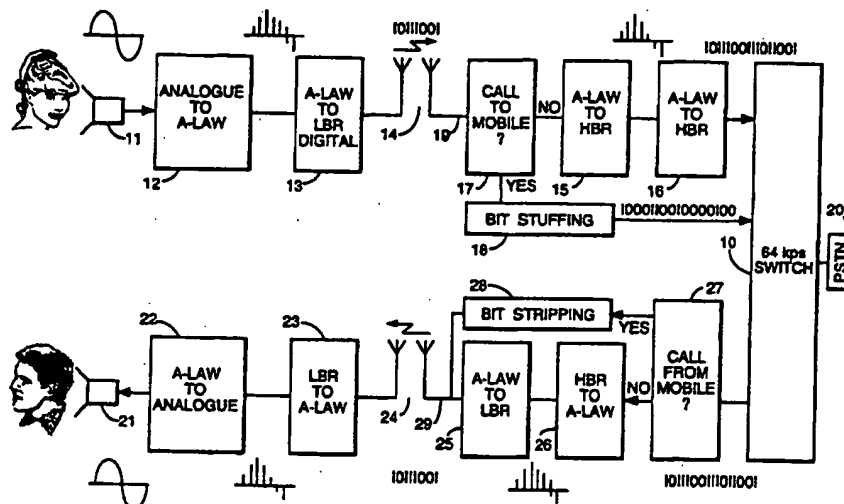 10111001
10111001111011001
ANALOGUE
TO
A-LAW
A-LAW
TO
LBR
DIGITAL
CALL
TO
MOBILE
?
NO
A-LAW
TO
HBR
A-LAW
TO
HBR
11
12
13
14
19
17
YES
15
16
BIT STUFFING
18
1000110010000100
10
64 kps
SWITCH
20
PSTN
28
BIT STRIPPING
YES
27
22
23
A-LAW
TO
ANALOGUE
LBR
TO
A-LAW
A-LAW
TO
LBR
HBR
TO
A-LAW
NO
CALL
FROM
MOBILE
?
21
24
29
25
26
10111001
10111001111011001